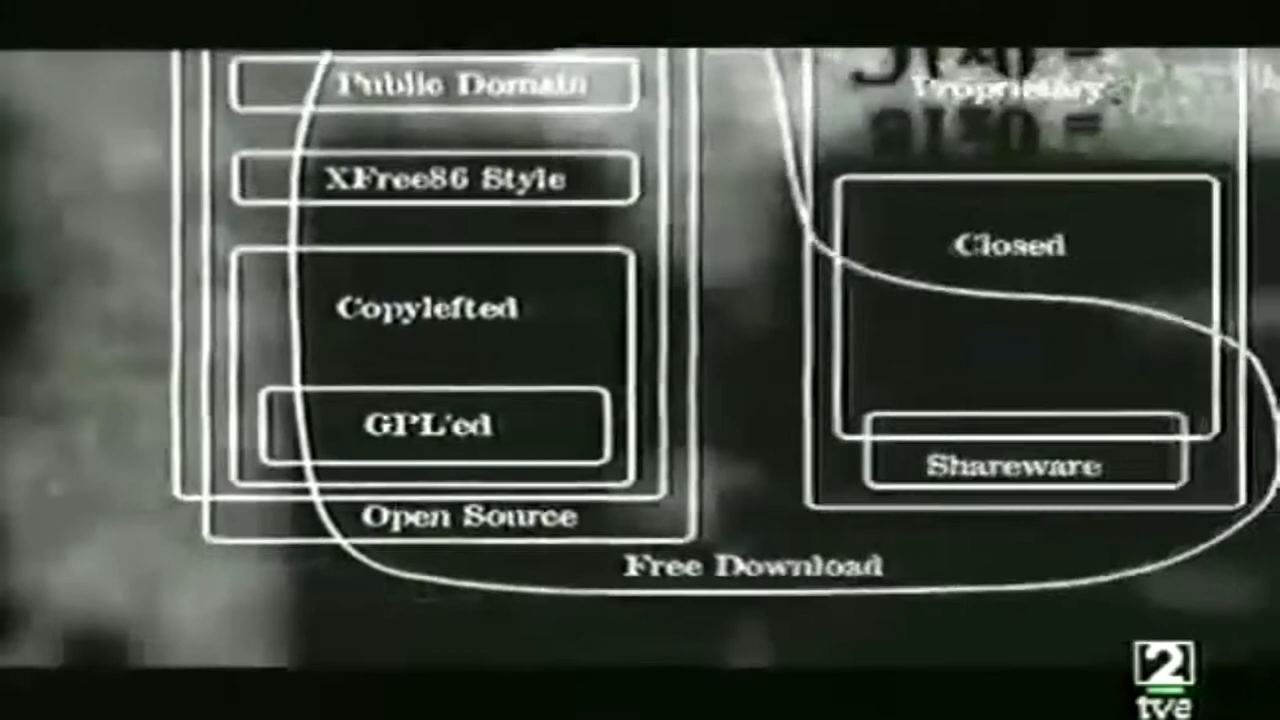 Public Domain
Proprietary
XFree86 Style
Closed
Copylefted
GPL'ed
Shareware
Open Source
Free Download
2
tve